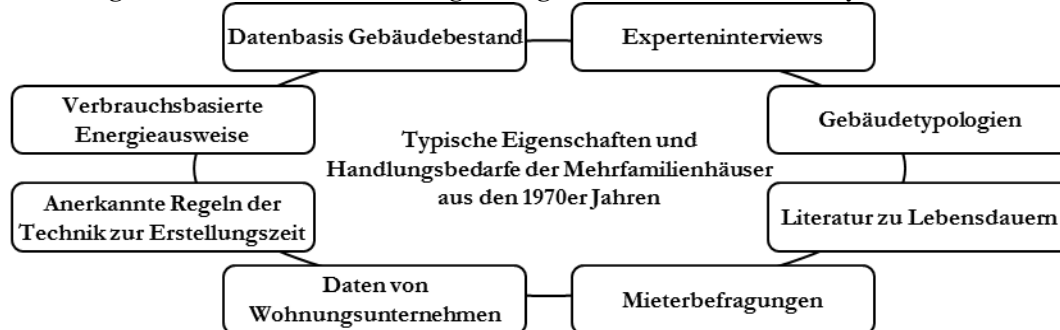 Datenbasis Gebäudebestand
Experteninterviews
Verbrauchsbasierte
Energieausweise
Gebäudetypologien
Typische Eigenschaften und
Handlungsbedarfe der Mehrfamilienhäuser
aus den 1970er Jahren
Anerkannte Regeln der
Technik zur Erstellungszeit
Literatur zu Lebensdauern
Daten von
Wohnungsunternehmen
Mieterbefragungen